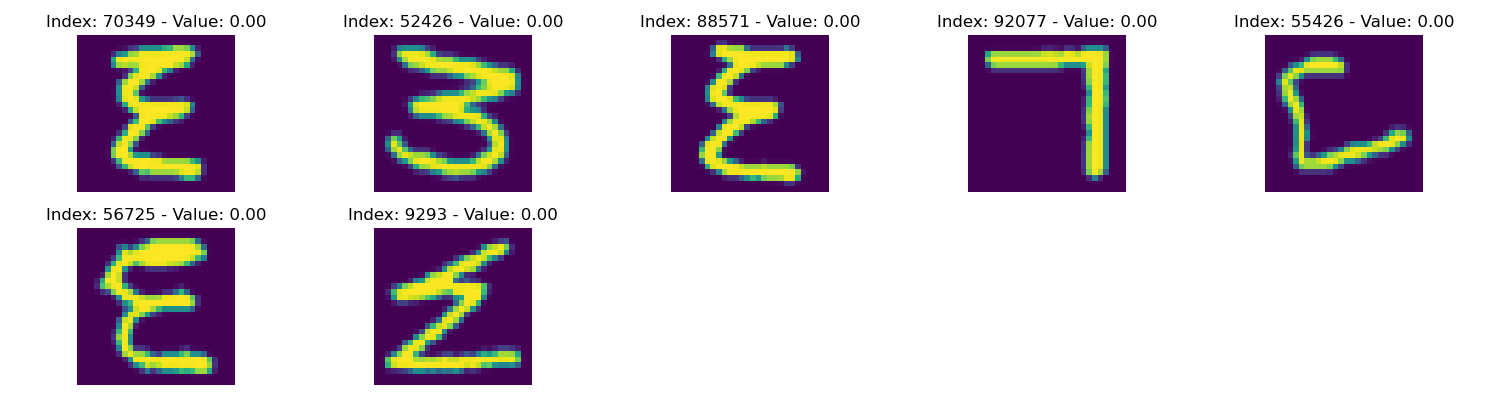 Index: 70349 - Value: 0.00
Index: 52426 - Value: 0.00
Index: 88571 - Value: 0.00
Index: 92077 - Value: 0.00
Index: 55426 - Value: 0.00
Index: 56725 - Value: 0.00
Index: 9293 - Value: 0.00